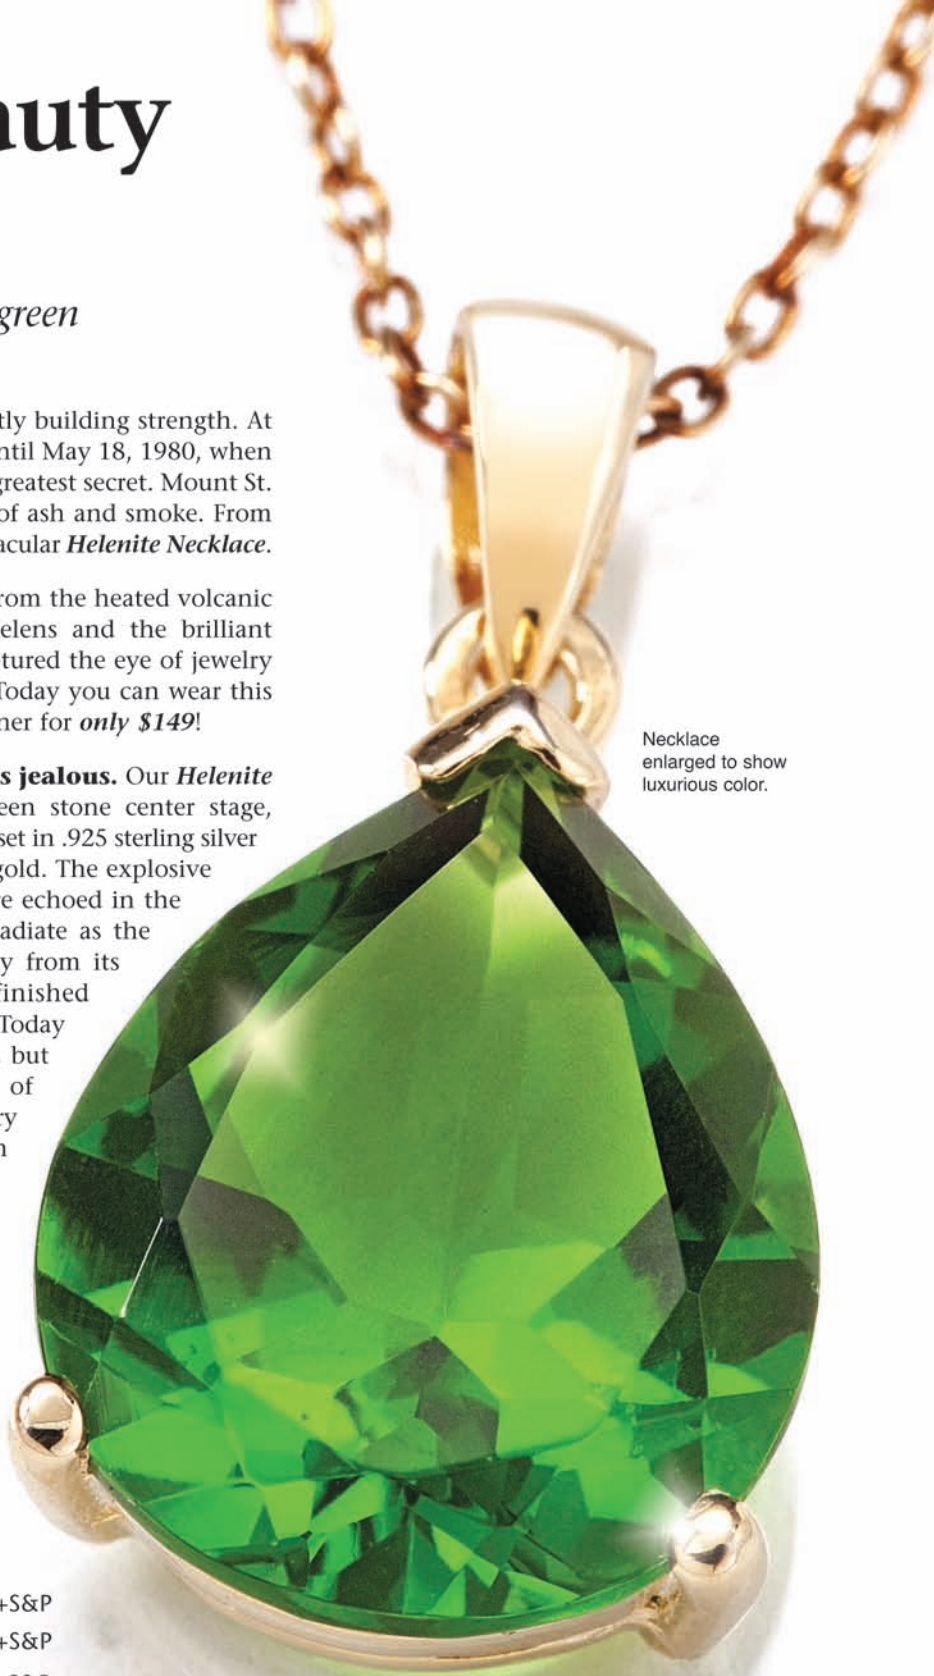 auty
green
tly building strength. At
ntil May 18, 1980, when
greatest secret. Mount St.
of ash and smoke. From
acular Helenite Necklace.
rom the heated volcanic
elens and the brilliant
tured the eye of jewelry
Today you can wear this
ner for only $149!
s jealous. Our Helenite
een stone center stage,
set in .925 sterling silver
gold. The explosive
re echoed in the
adiate as the
y from its
finished
Today
but
of
ry
n
Necklace
enlarged to show
luxurious color.
+S&P
+S&P